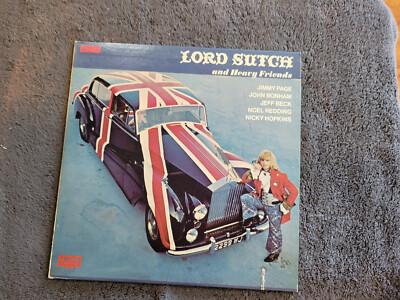 LORD SUTCH
and Heavy Friends
JIMMY PAGE
JOHN BONHAM
JEFF BECK
NOEL REDDING
NICKY HOPKINS